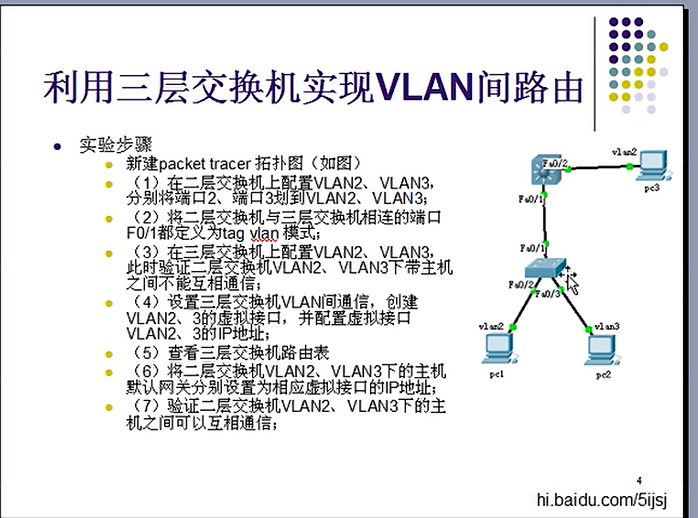 利用三层交换机实现VLAN间路由
实验步骤
新建packet tracer 拓扑图（如图）
（1）在二层交换机上配置VLAN2、VLAN3，
分别将端口2、端口3划到VLAN2、VLAN3；
（2）将二层交换机与三层交换机相连的端口
F0/1都定义为tag vlan 模式；
（3）在三层交换机上配置VLAN2、VLAN3，
此时验证二层交换机VLAN2、VLAN3下带主机
之间不能互相通信；
（4）设置三层交换机VLAN间通信，创建
VLAN2、3的虚拟接口，并配置虚拟接口
VLAN2、3的IP地址；
（5）查看三层交换机路由表
（6）将二层交换机VLAN2、VLAN3下的主机
默认网关分别设置为相应虚拟接口的IP地址；
（7）验证二层交换机VLAN2、VLAN3下的主
机之间可以互相通信；
vlan2
Fa0/2
pc3
Fa0/1
Fa0/1
Fa0/2
Fa0/3
vlan2
vlan3
pc1
pc2
4
hi.baidu.com/5ijsj